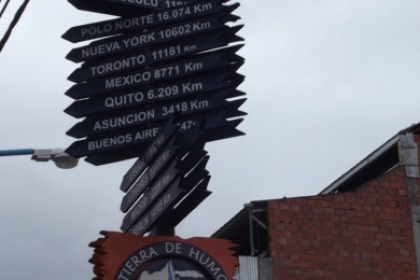 POLO NORTE 16.074 Km
NUEVA YORK 10602 Km
TORONTO 11181 Km
MEXICO 8771 Km
QUITO 6.209 Km
ASUNCION 3418 Km
BUENOS AIRES
TIERRA DE HUMO